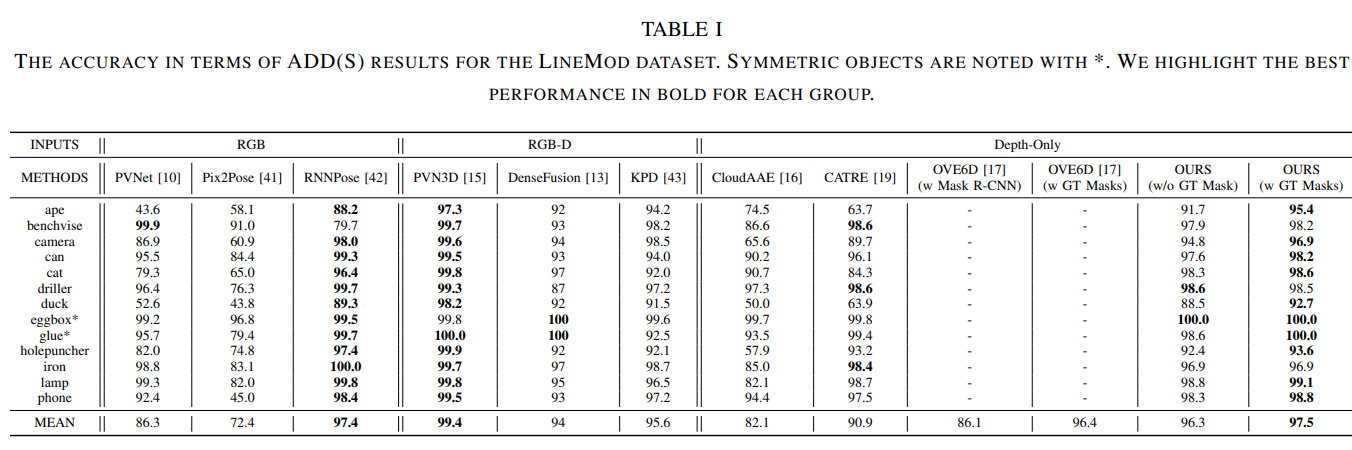 TABLE I
THE ACCURACY IN TERMS OF ADD(S) RESULTS FOR THE LINEMOD DATASET. SYMMETRIC OBJECTS ARE NOTED WITH *. WE HIGHLIGHT THE BEST
PERFORMANCE IN BOLD FOR EACH GROUP.
INPUTS RGB RGB-D Depth-Only
METHODS PVNet [10] Pix2Pose [41] RNNPose [42] PVN3D [15] DenseFusion [13] KPD [43] CloudAAE [16] CATRE [19] OVE6D [17] (w Mask R-CNN) OVE6D [17] (w GT Masks) OURS (w/o GT Mask) OURS (w GT Masks)
ape 43.6 58.1 88.2 97.3 92 94.2 74.5 63.7 - - 91.7 95.4
benchvise 99.9 91.0 79.7 99.7 93 98.2 86.6 98.6 - - 97.9 98.2
camera 86.9 60.9 98.0 99.6 94 98.5 65.6 89.7 - - 94.8 96.9
can 95.5 84.4 99.3 99.5 93 94.0 90.2 96.1 - - 97.6 98.2
cat 79.3 65.0 96.4 99.8 97 92.0 90.7 84.3 - - 98.3 98.6
driller 96.4 76.3 99.7 99.3 87 97.2 97.3 98.6 - - 98.6 98.5
duck 52.6 43.8 89.3 98.2 92 91.5 50.0 63.9 - - 88.5 92.7
eggbox* 99.2 96.8 99.5 99.8 100 99.6 99.7 99.8 - - 100.0 100.0
glue* 95.7 79.4 99.7 100.0 100 92.5 93.5 99.4 - - 98.6 100.0
holepuncher 82.0 74.8 97.4 99.9 92 92.1 57.9 93.2 - - 92.4 93.6
iron 98.8 83.1 100.0 99.7 97 98.7 85.0 98.4 - - 96.9 96.9
lamp 99.3 82.0 99.8 99.8 95 96.5 82.1 98.7 - - 98.8 99.1
phone 92.4 45.0 98.4 99.5 93 97.2 94.4 97.5 - - 98.3 98.8
MEAN 86.3 72.4 97.4 99.4 94 95.6 82.1 90.9 86.1 96.4 96.3 97.5